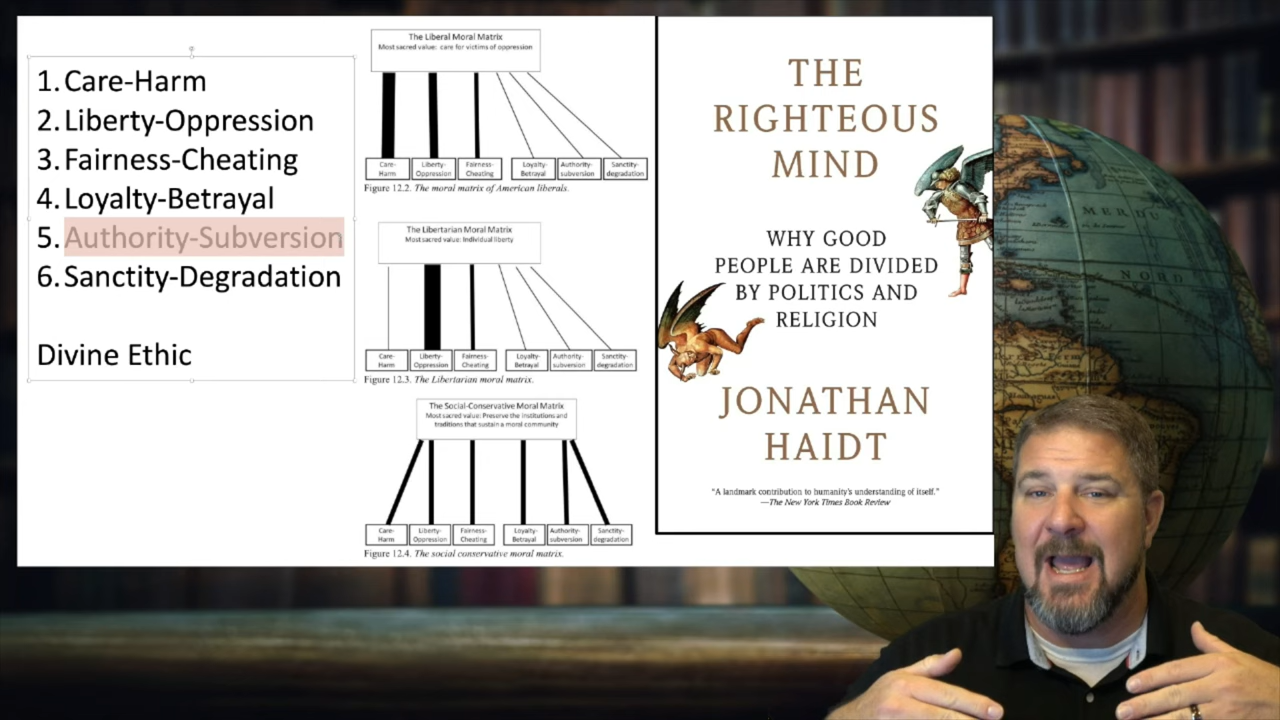 1. Care-Harm
2. Liberty-Oppression
3. Fairness-Cheating
4. Loyalty-Betrayal
5. Authority-Subversion
6. Sanctity-Degradation
Divine Ethic
The Liberal Moral Matrix
Most sacred value: care for victims of oppression
Care-
Harm
Liberty-
Oppression
Fairness-
Cheating
Loyalty-
Betrayal
Authority-
subversion
Sanctity-
degradation
Figure 12.2. The moral matrix of American liberals.
The Libertarian Moral Matrix
Most sacred value: Individual liberty
Care-
Harm
Liberty-
Oppression
Fairness-
Cheating
Loyalty-
Betrayal
Authority-
subversion
Sanctity-
degradation
Figure 12.3. The Libertarian moral matrix.
The Social-Conservative Moral Matrix
Most sacred value: Preserve the institutions and
traditions that sustain a moral community
Care-
Harm
Liberty-
Oppression
Fairness-
Cheating
Loyalty-
Betrayal
Authority-
subversion
Sanctity-
degradation
Figure 12.4. The social conservative moral matrix.
THE
RIGHTEOUS
MIND
WHY GOOD
PEOPLE ARE DIVIDED
BY POLITICS AND
RELIGION
JONATHAN
HAIDT
"A landmark contribution to humanity's understanding of itself."
—The New York Times Book Review
MERDU
NORD